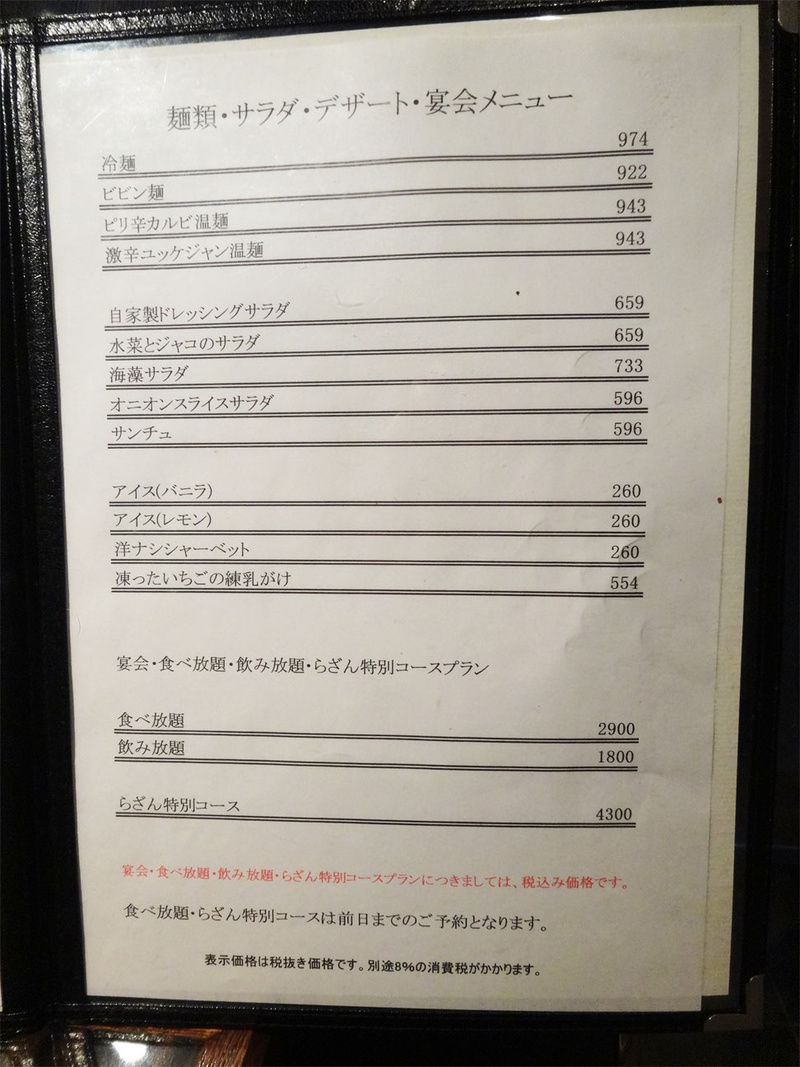 麺類・サラダ・デザート・宴会メニュー
冷麺 974
ビビン麺 922
ピリ辛カルビ温麺 943
激辛ユッケジャン温麺 943
自家製ドレッシングサラダ 659
水菜とジャコのサラダ 659
海藻サラダ 733
オニオンスライスサラダ 596
サンチュ 596
アイス(バニラ) 260
アイス(レモン) 260
洋ナシシャーベット 260
凍ったいちごの練乳がけ 554
宴会・食べ放題・飲み放題・らざん特別コースプラン
食べ放題 2900
飲み放題 1800
らざん特別コース 4300
宴会・食べ放題・飲み放題・らざん特別コースプランにつきましては、税込み価格です。
食べ放題・らざん特別コースは前日までのご予約となります。
表示価格は税抜き価格です。別途8%の消費税がかかります。